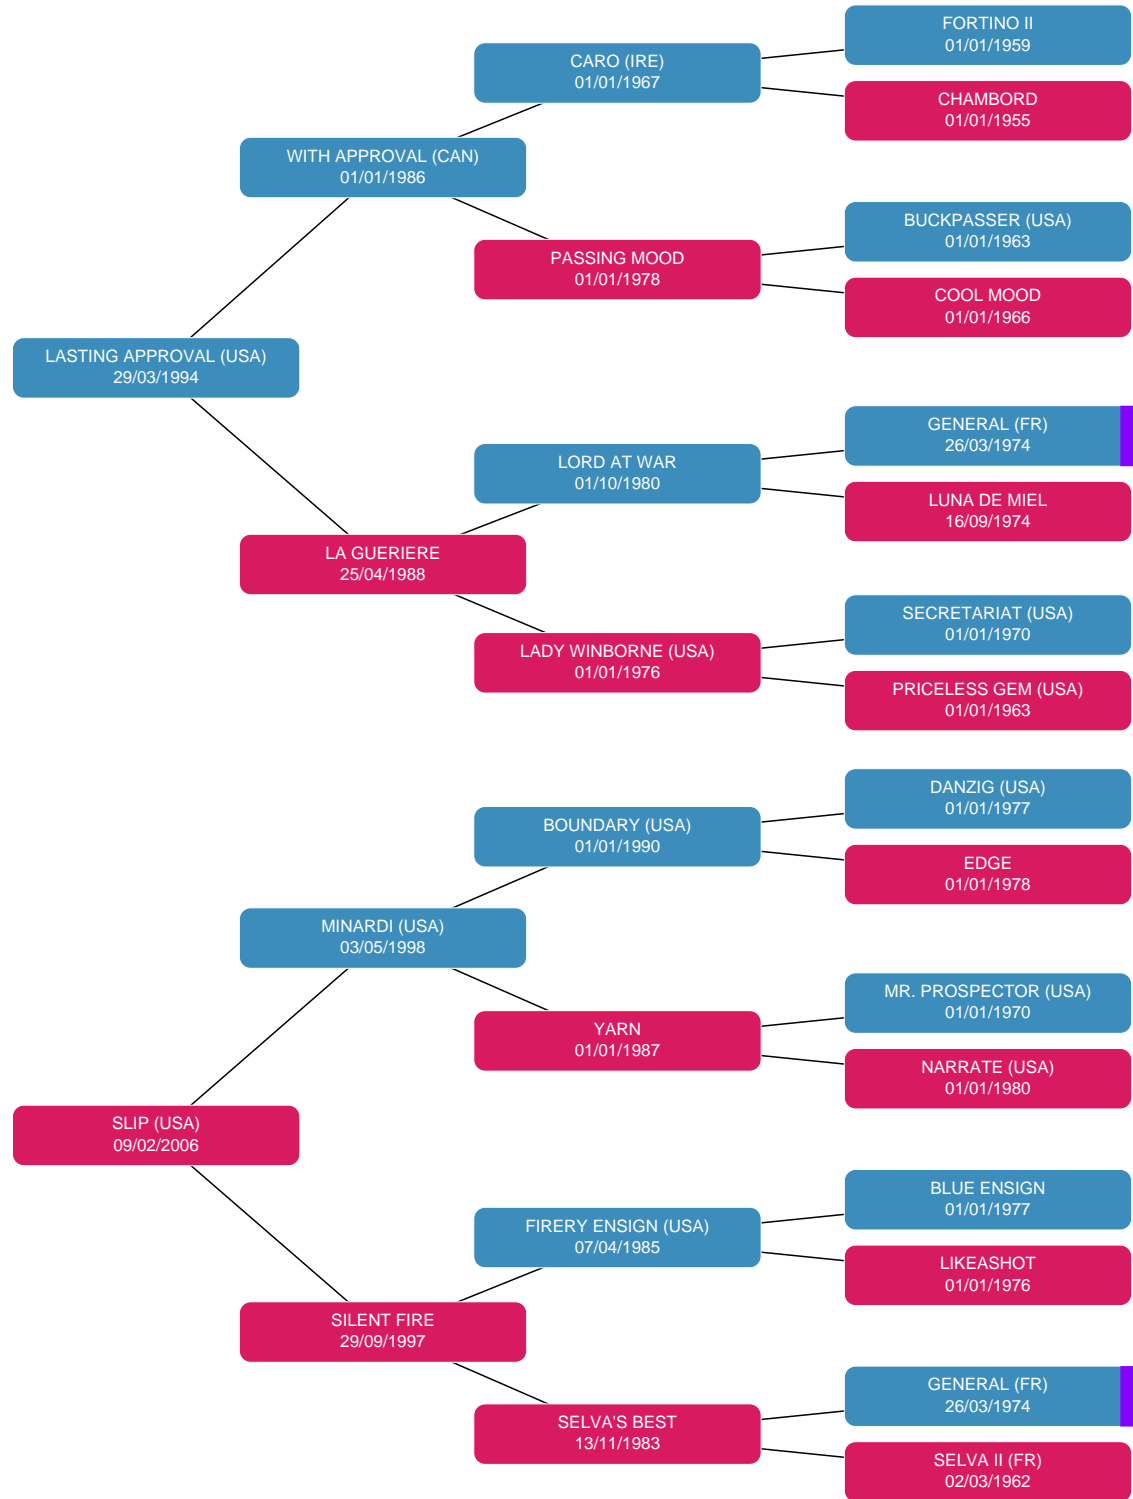 FORTINO II
01/01/1959
CARO (IRE)
01/01/1967
CHAMBORD
01/01/1955
WITH APPROVAL (CAN)
01/01/1986
BUCKPASSER (USA)
01/01/1963
PASSING MOOD
01/01/1978
COOL MOOD
01/01/1966
LASTING APPROVAL (USA)
29/03/1994
GENERAL (FR)
26/03/1974
LORD AT WAR
01/10/1980
LUNA DE MIEL
16/09/1974
LA GUERIERE
25/04/1988
SECRETARIAT (USA)
01/01/1970
LADY WINBORNE (USA)
01/01/1976
PRICELESS GEM (USA)
01/01/1963
DANZIG (USA)
01/01/1977
BOUNDARY (USA)
01/01/1990
EDGE
01/01/1978
MINARDI (USA)
03/05/1998
MR. PROSPECTOR (USA)
01/01/1970
YARN
01/01/1987
NARRATE (USA)
01/01/1980
SLIP (USA)
09/02/2006
BLUE ENSIGN
01/01/1977
FIRERY ENSIGN (USA)
07/04/1985
LIKEASHOT
01/01/1976
SILENT FIRE
29/09/1997
GENERAL (FR)
26/03/1974
SELVA'S BEST
13/11/1983
SELVA II (FR)
02/03/1962